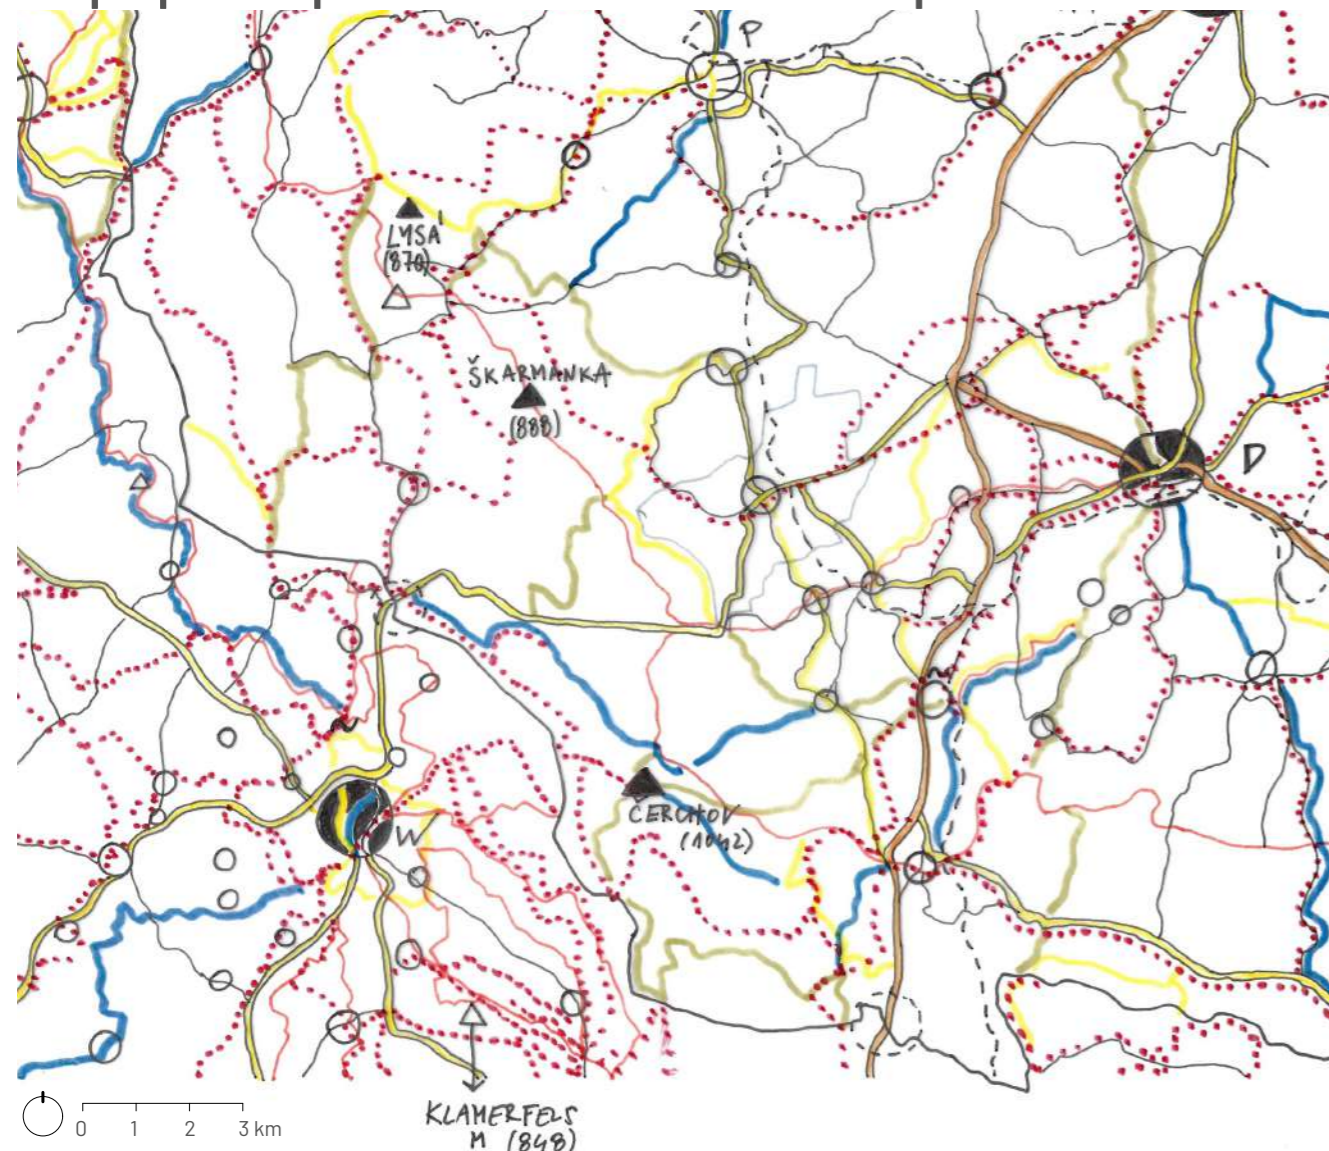 P
LYSÁ
(870)
ŠKARMANKA
(888)
D
ČERCHOV
(1042)
W
0 1 2 3 km
KLAMERFELS
M (848)